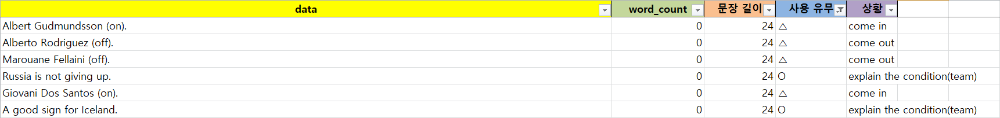 data word_count 문장 길이 사용 유무 상황
Albert Gudmundsson (on). 0 24 △ come in
Alberto Rodriguez (off). 0 24 △ come out
Marouane Fellaini (off). 0 24 △ come out
Russia is not giving up. 0 24 O explain the condition(team)
Giovani Dos Santos (on). 0 24 △ come in
A good sign for Iceland. 0 24 O explain the condition(team)